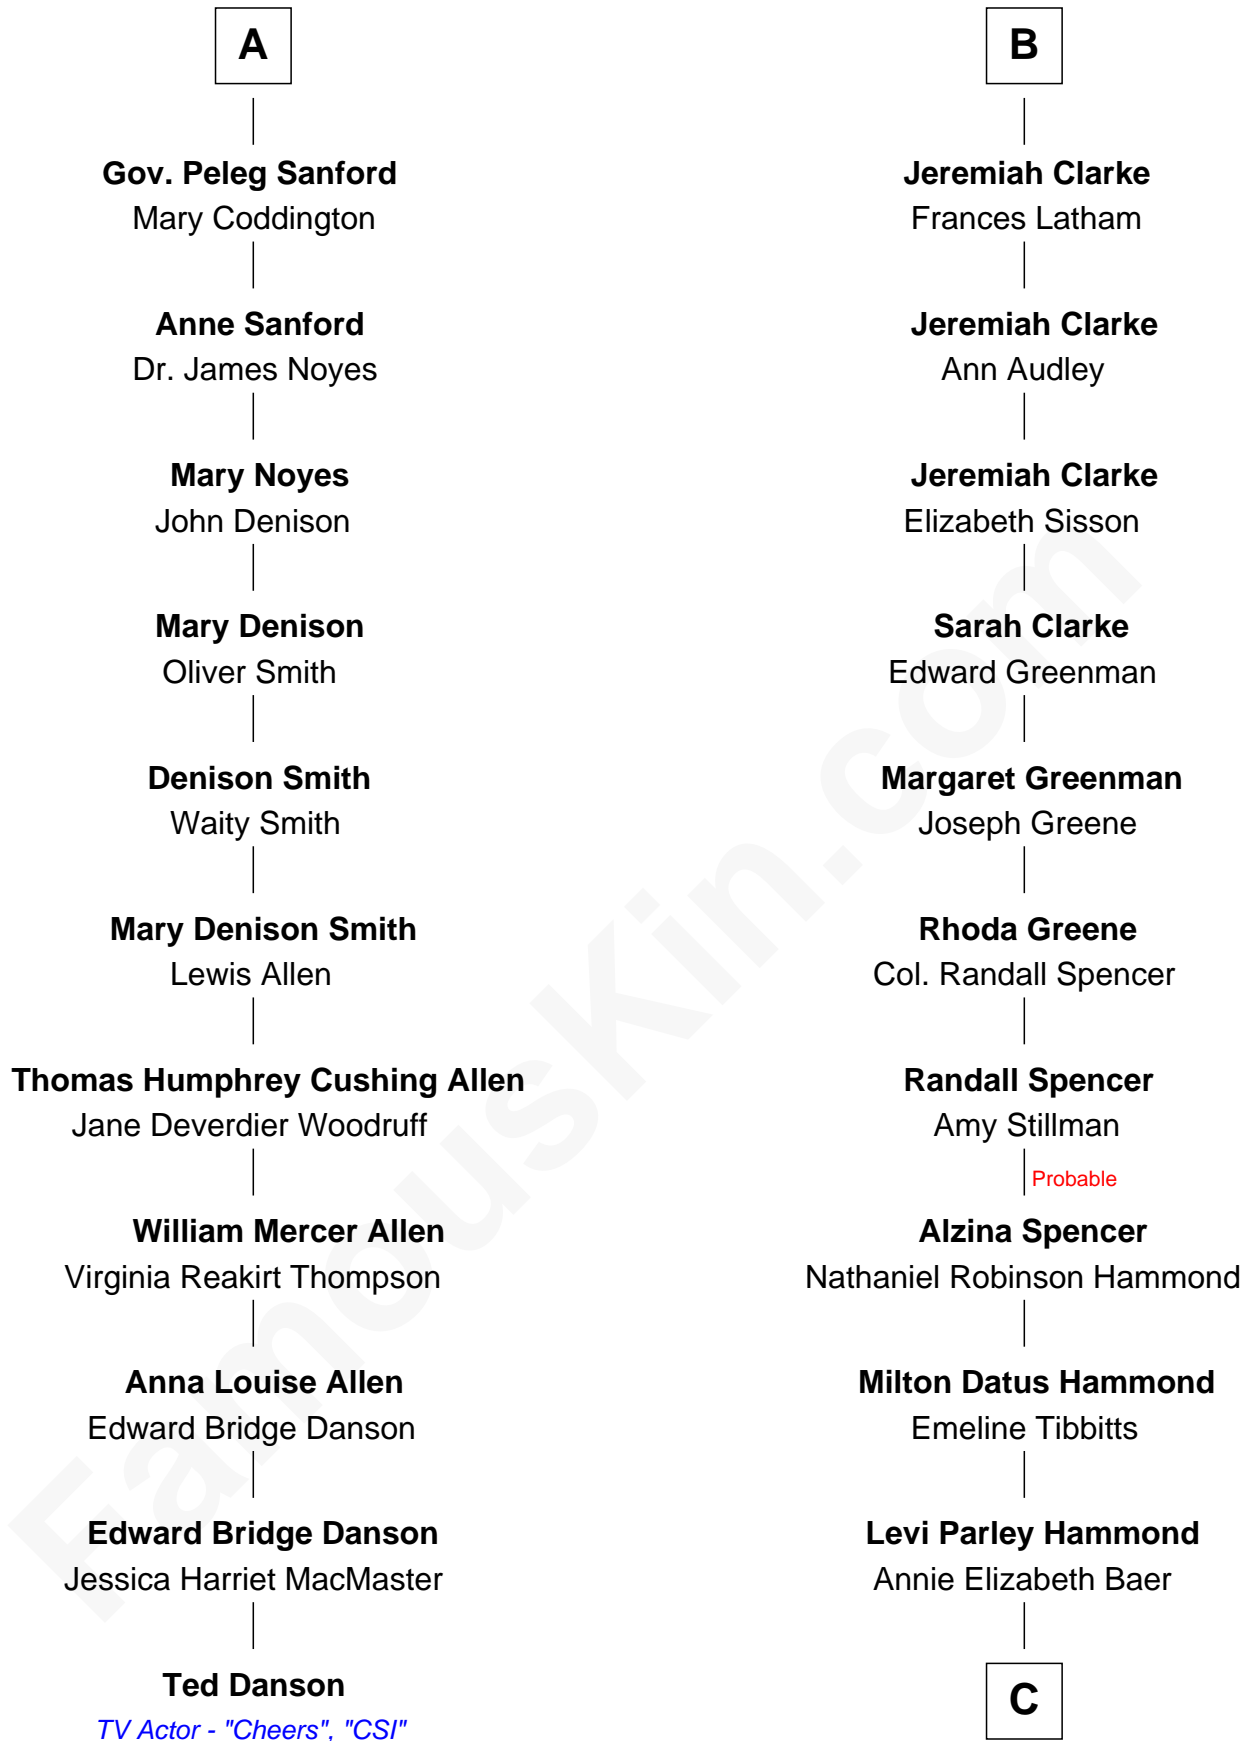 A
Gov. Peleg Sanford
Mary Coddington
Anne Sanford
Dr. James Noyes
Mary Noyes
John Denison
Mary Denison
Oliver Smith
Denison Smith
Waity Smith
Mary Denison Smith
Lewis Allen
Thomas Humphrey Cushing Allen
Jane Deverdier Woodruff
William Mercer Allen
Virginia Reakirt Thompson
Anna Louise Allen
Edward Bridge Danson
Edward Bridge Danson
Jessica Harriet MacMaster
Ted Danson
TV Actor - "Cheers", "CSI"
B
Jeremiah Clarke
Frances Latham
Jeremiah Clarke
Ann Audley
Jeremiah Clarke
Elizabeth Sisson
Sarah Clarke
Edward Greenman
Margaret Greenman
Joseph Greene
Rhoda Greene
Col. Randall Spencer
Randall Spencer
Amy Stillman
Probable
Alzina Spencer
Nathaniel Robinson Hammond
Milton Datus Hammond
Emeline Tibbitts
Levi Parley Hammond
Annie Elizabeth Baer
C
FamousKin.com